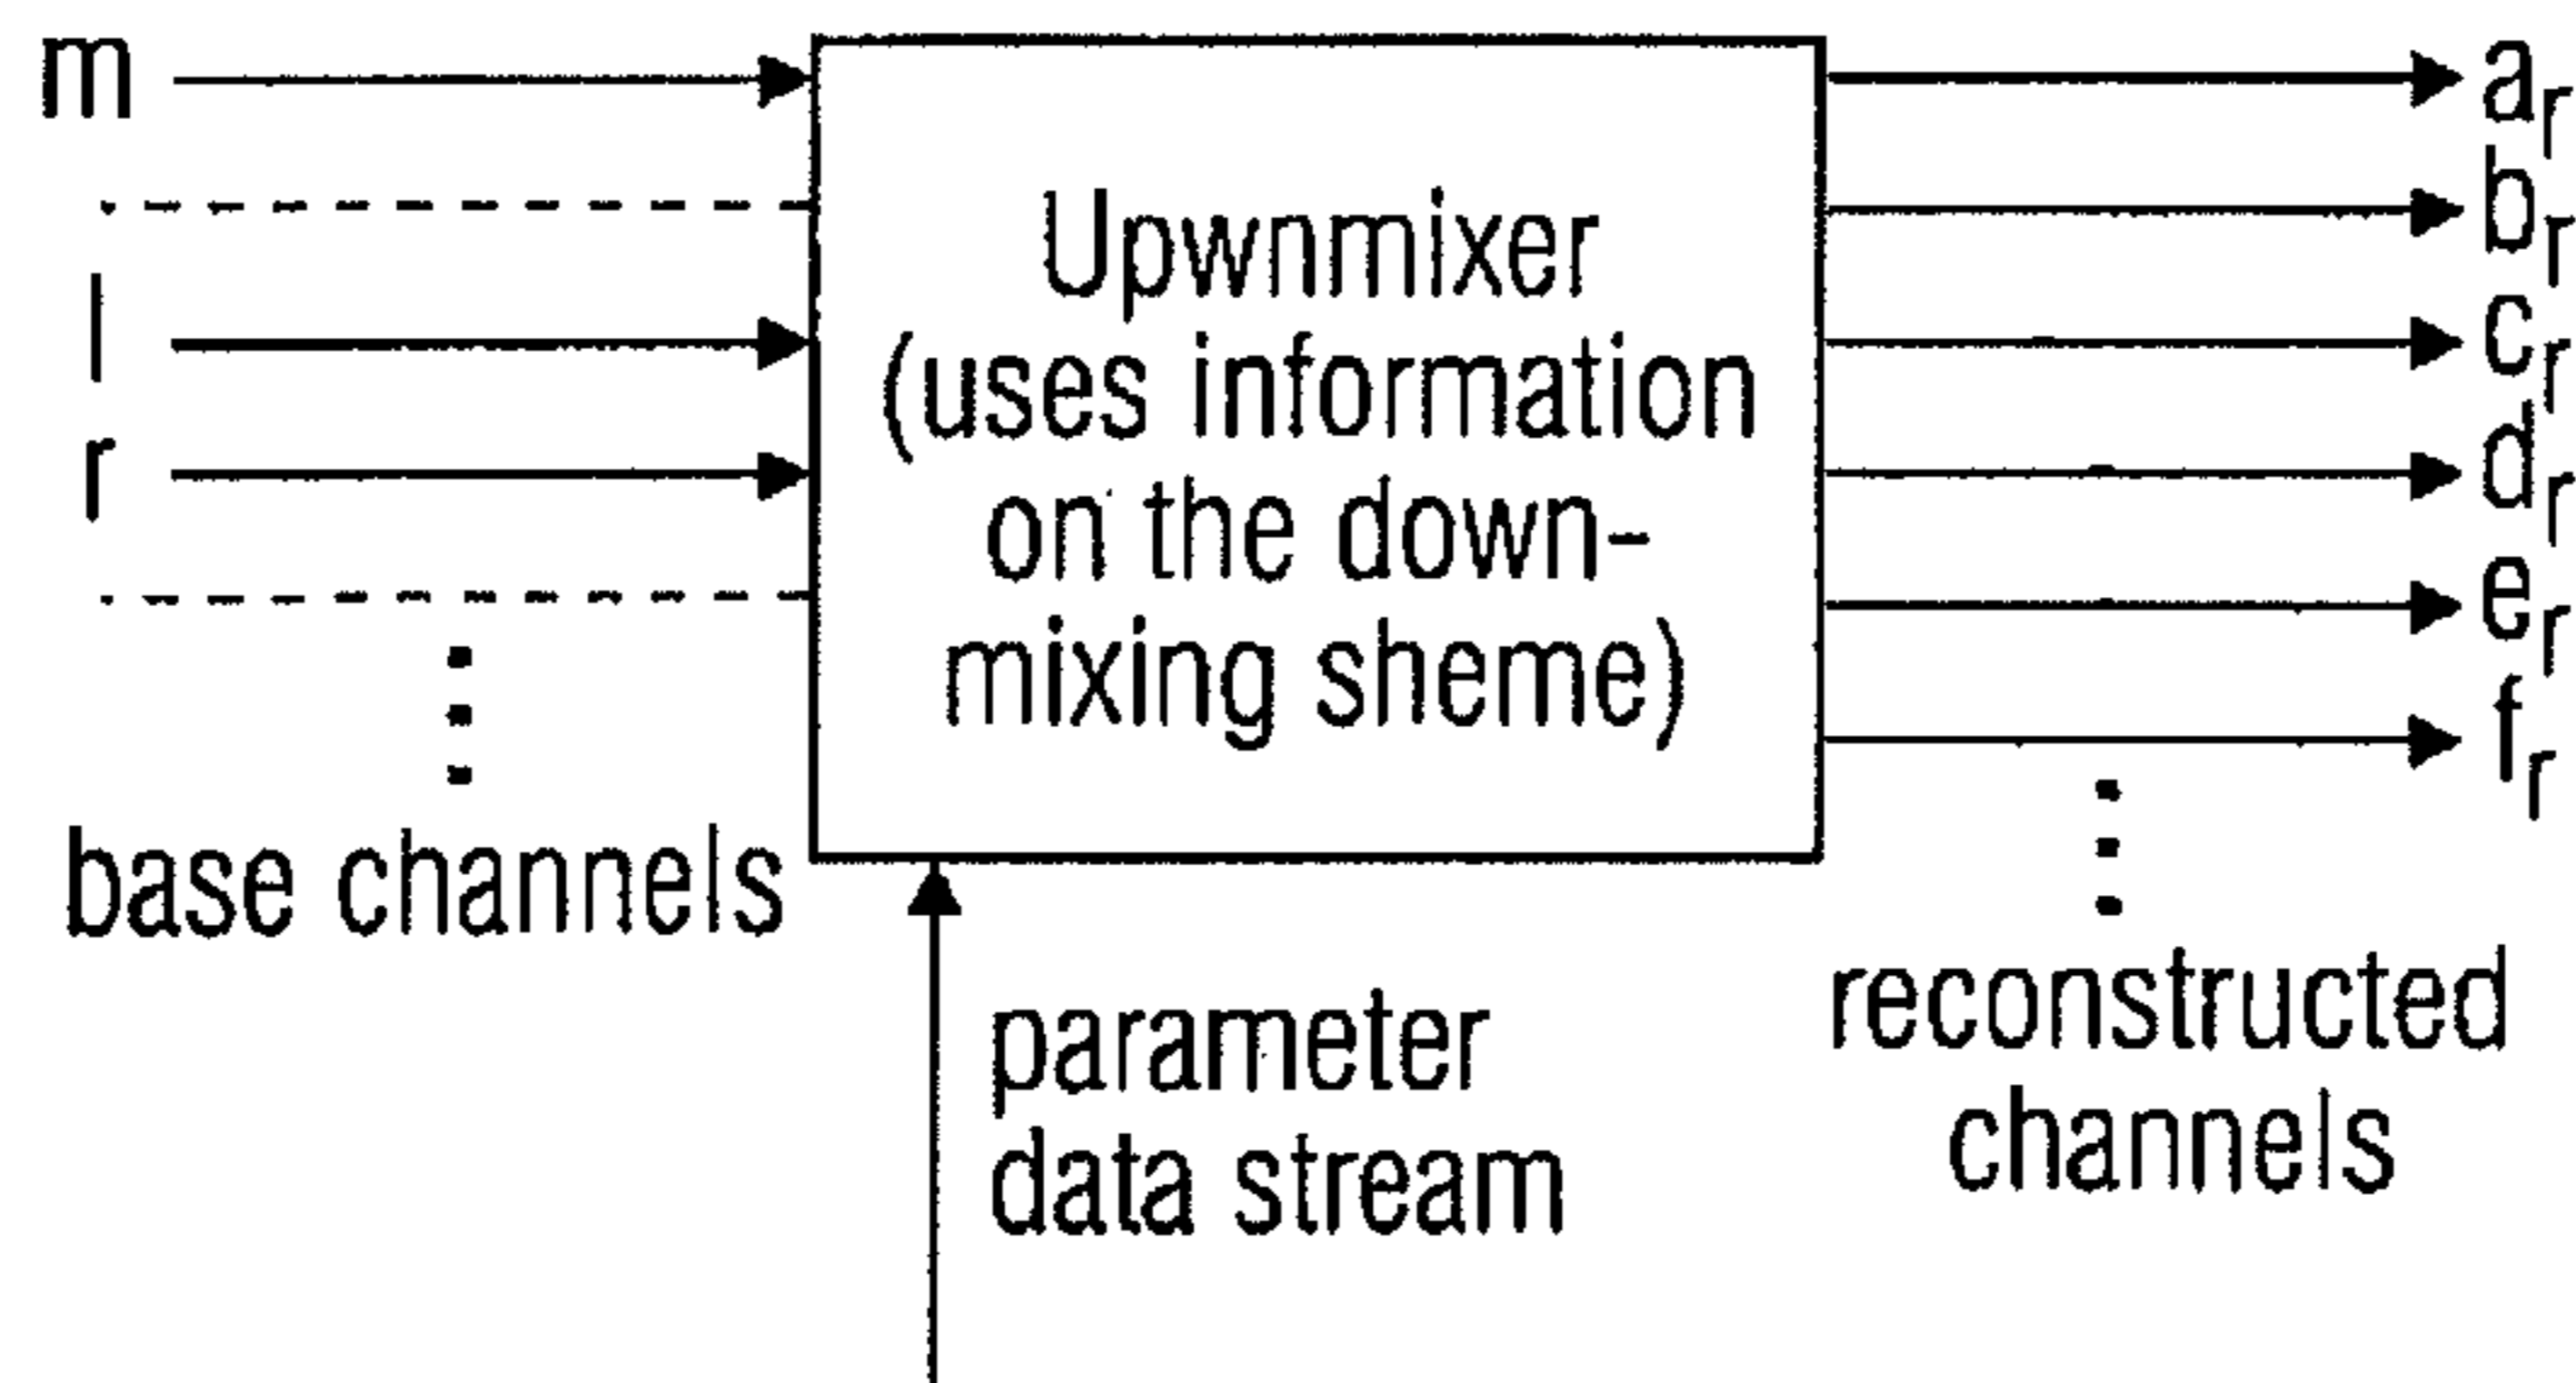 m
l
r
base channels
Upwnmixer
(uses information
on the down-
mixing sheme)
parameter
data stream
a_r
b_r
c_r
d_r
e_r
f_r
reconstructed
channels